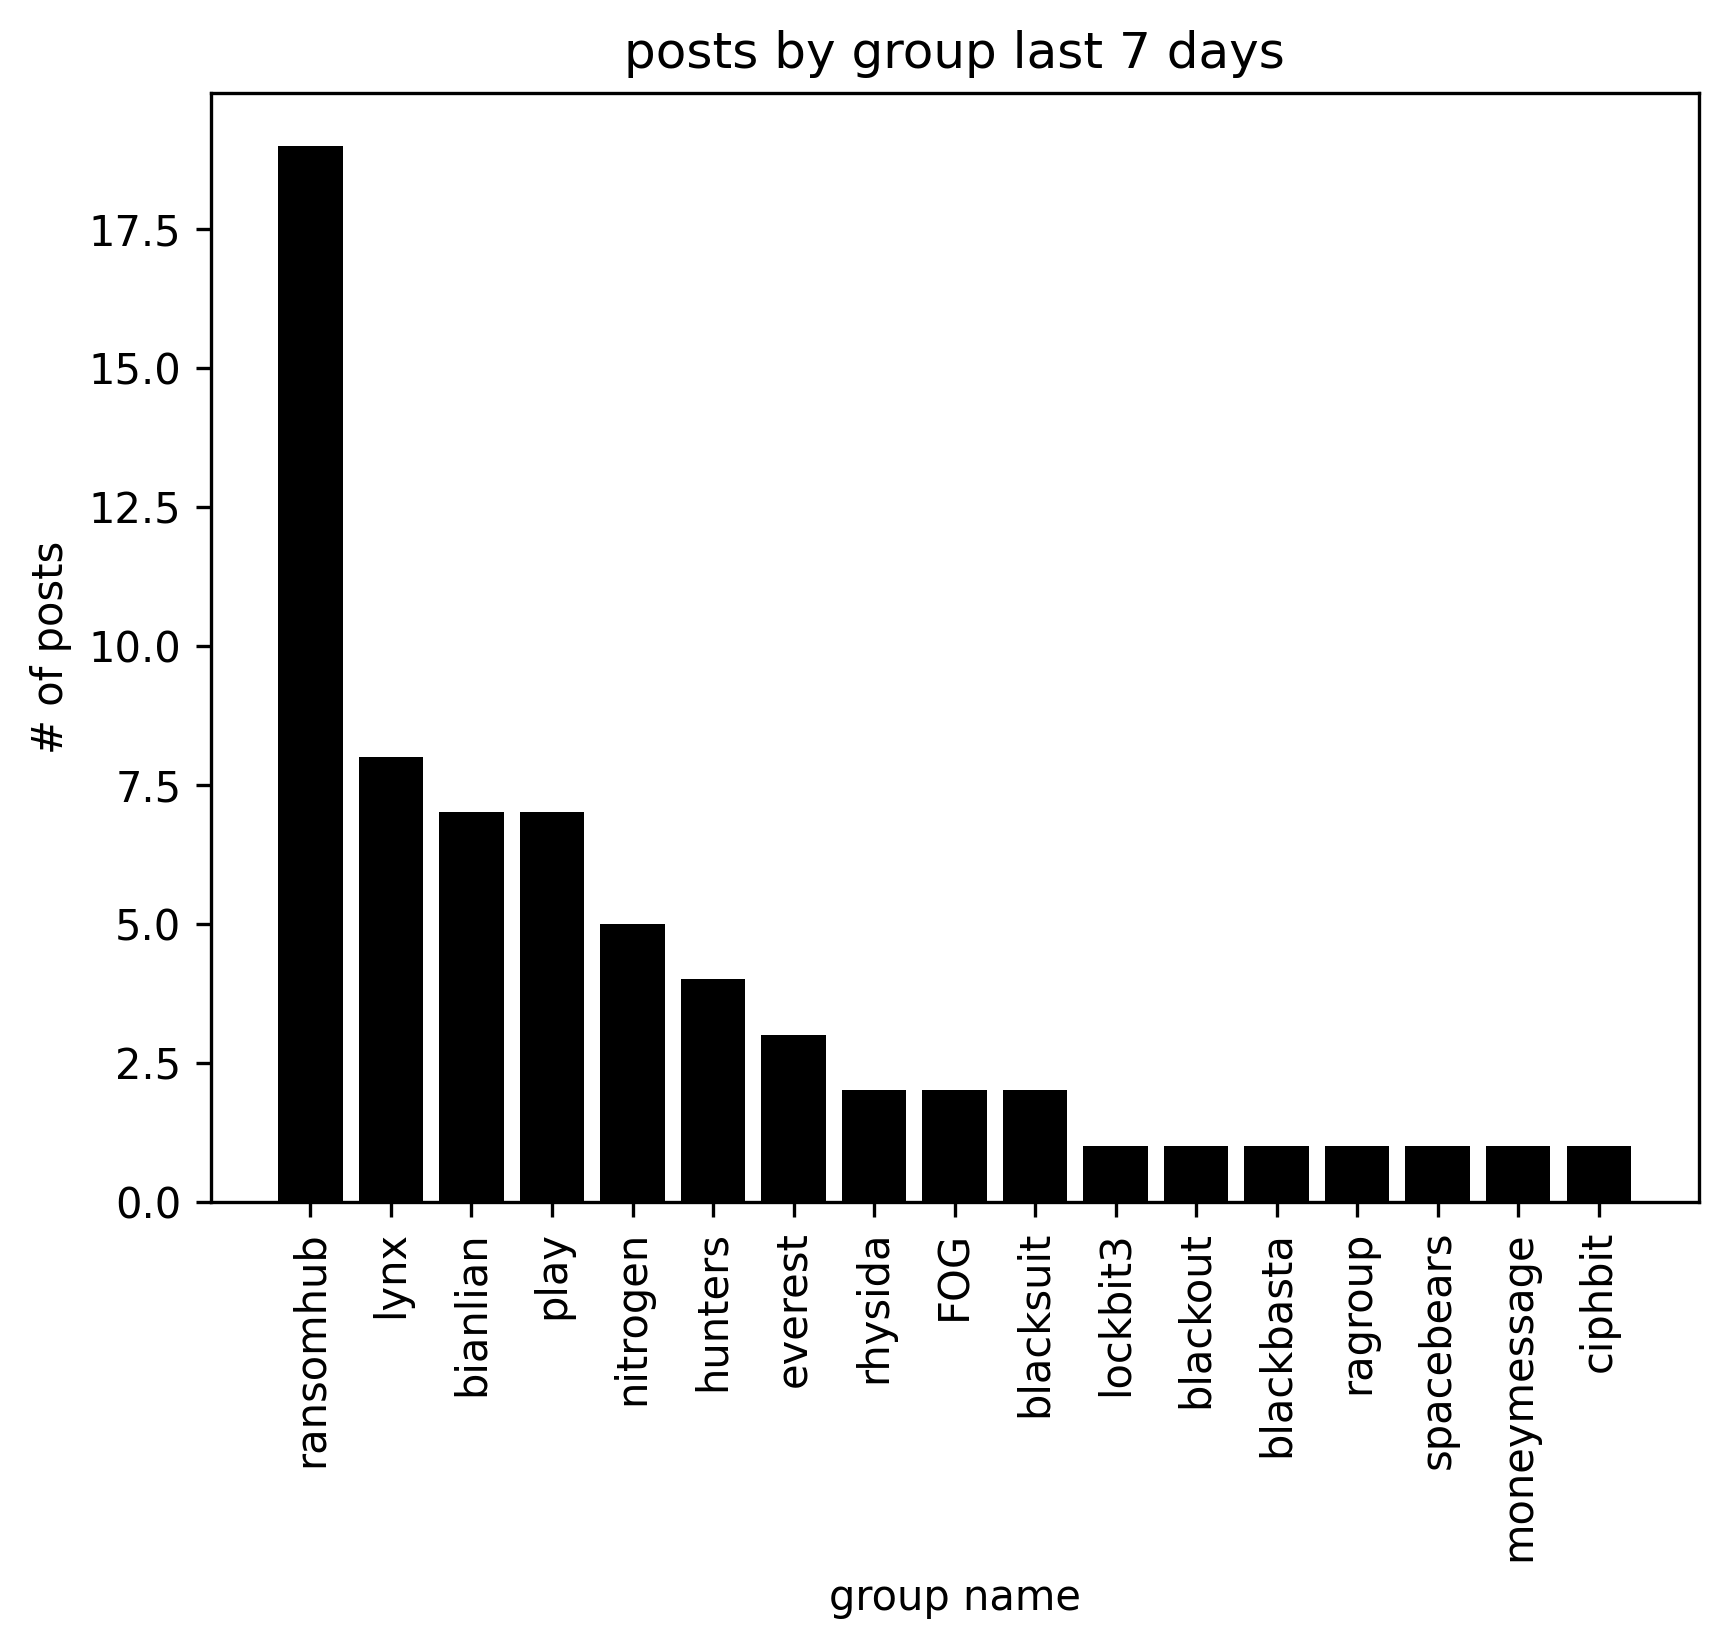 posts by group last 7 days
# of posts
17.5
15.0
12.5
10.0
7.5
5.0
2.5
0.0
ransomhub
lynx
bianlian
play
nitrogen
hunters
everest
rhysida
FOG
blacksuit
lockbit3
blackout
blackbasta
ragroup
spacebears
moneymessage
ciphbit
group name